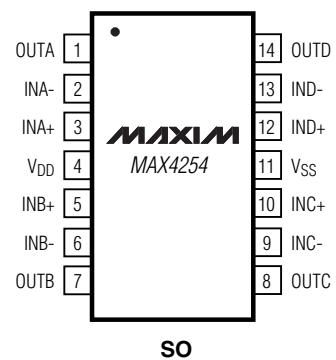 OUTA 1 14 OUTD
INA- 2 13 IND-
INA+ 3 12 IND+
MAXIM
VDD 4 MAX4254 11 VSS
INB+ 5 10 INC+
INB- 6 9 INC-
OUTB 7 8 OUTC
SO